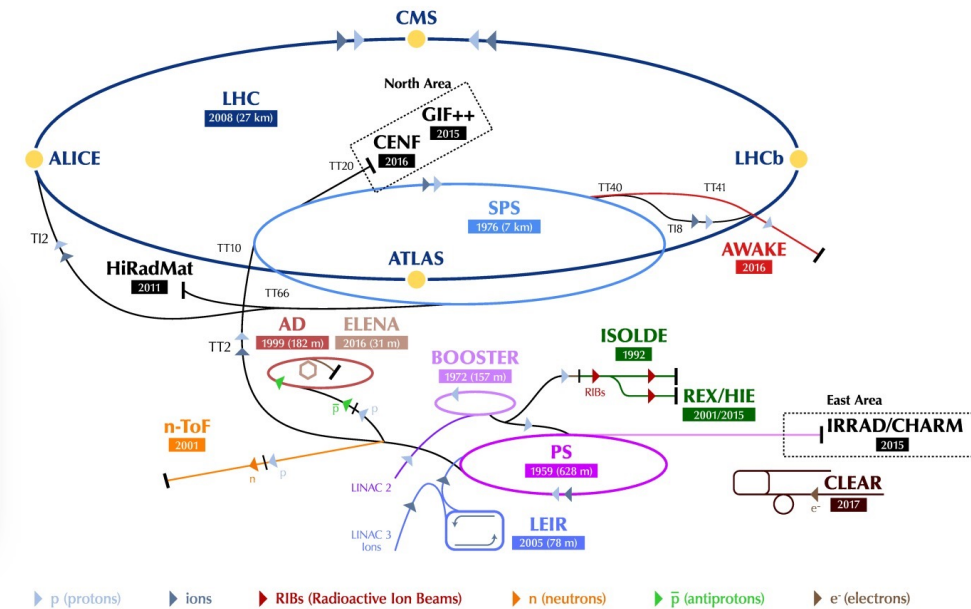 CMS
North Area
LHC
2008 (27 km)
GIF++
2015
CENF
2016
ALICE
LHCb
TT20
TT40
TT41
SPS
1976 (7 km)
TI8
TI2
TT10
ATLAS
AWAKE
2016
HiRadMat
2011
TT66
AD
1999 (182 m)
ELENA
2016 (31 m)
TT2
ISOLDE
1992
BOOSTER
1972 (157 m)
RIBs
REX/HIE
2001/2015
East Area
p̅
p
IRRAD/CHARM
2015
n-ToF
2001
PS
1959 (628 m)
n
p
LINAC 2
CLEAR
2017
e-
LINAC 3
Ions
LEIR
2005 (78 m)
p (protons)
ions
RIBs (Radioactive Ion Beams)
n (neutrons)
p̅ (antiprotons)
e- (electrons)